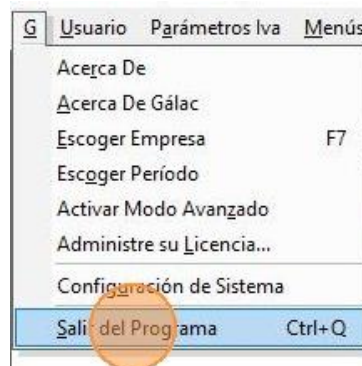 G Usuario Parámetros Iva Menús
Acerca De
Acerca De Gálac
Escoger Empresa F7
Escoger Período
Activar Modo Avanzado
Administre su Licencia...
Configuración de Sistema
Salir del Programa Ctrl+Q